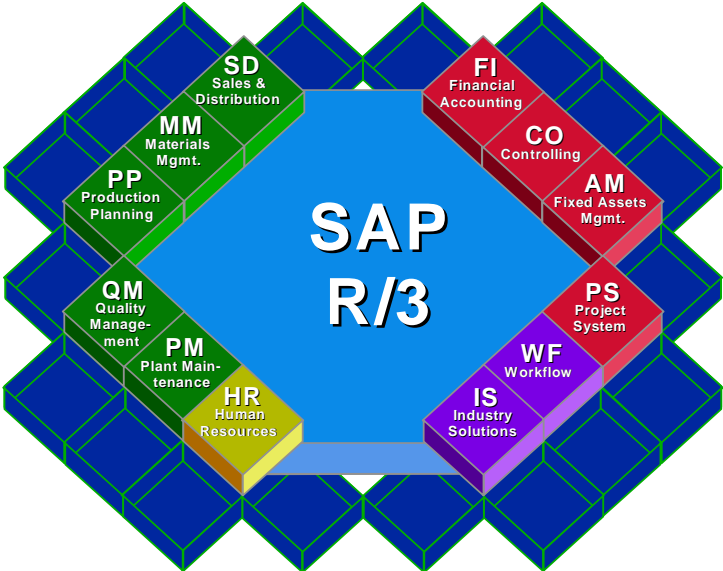 SD
Sales &
Distribution
MM
Materials
Mgmt.
PP
Production
Planning
FI
Financial
Accounting
CO
Controlling
AM
Fixed Assets
Mgmt.
SAP
R/3
QM
Quality
Manage-
ment
PM
Plant Main-
tenance
HR
Human
Resources
PS
Project
System
WF
Workflow
IS
Industry
Solutions